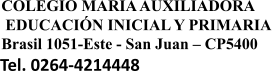 COLEGIO MARIA AUXILIADORA
EDUCACIÓN INICIAL Y PRIMARIA
Brasil 1051-Este - San Juan – CP5400
Tel. 0264-4214448